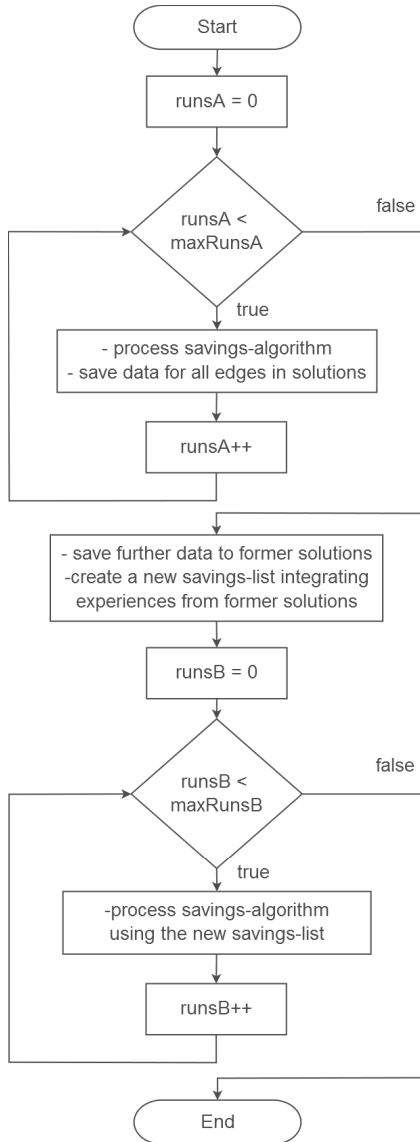 Start
runsA = 0
runsA <
maxRunsA
false
true
- process savings-algorithm
- save data for all edges in solutions
runsA++
- save further data to former solutions
-create a new savings-list integrating
experiences from former solutions
runsB = 0
runsB <
maxRunsB
false
true
-process savings-algorithm
using the new savings-list
runsB++
End